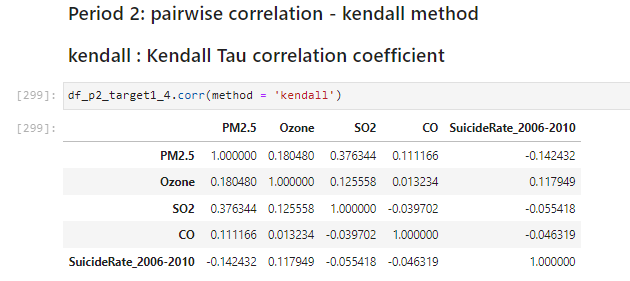 Period 2: pairwise correlation - kendall method
kendall : Kendall Tau correlation coefficient
[299]: df_p2_target1_4.corr(method = 'kendall')
[299]: PM2.5 Ozone SO2 CO SuicideRate_2006-2010
PM2.5 1.000000 0.180480 0.376344 0.111166 -0.142432
Ozone 0.180480 1.000000 0.125558 0.013234 0.117949
SO2 0.376344 0.125558 1.000000 -0.039702 -0.055418
CO 0.111166 0.013234 -0.039702 1.000000 -0.046319
SuicideRate_2006-2010 -0.142432 0.117949 -0.055418 -0.046319 1.000000